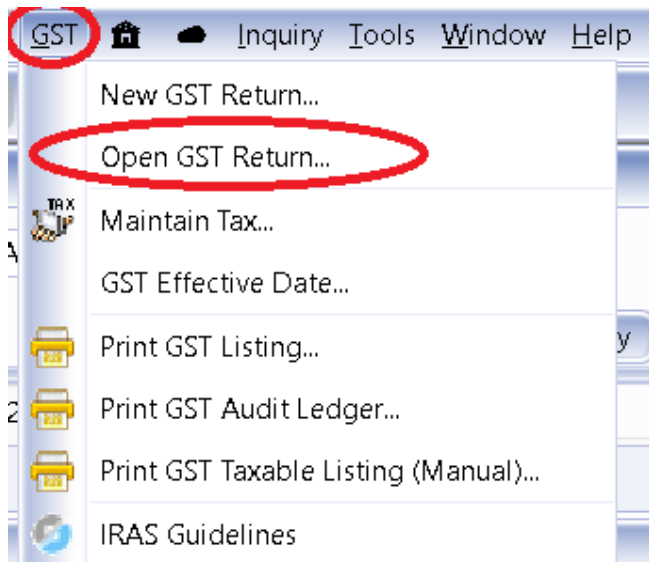 GST Inquiry Tools Window Help
New GST Return...
Open GST Return...
TAX
Maintain Tax...
GST Effective Date...
Print GST Listing...
y
Print GST Audit Ledger...
2
Print GST Taxable Listing (Manual)...
IRAS Guidelines